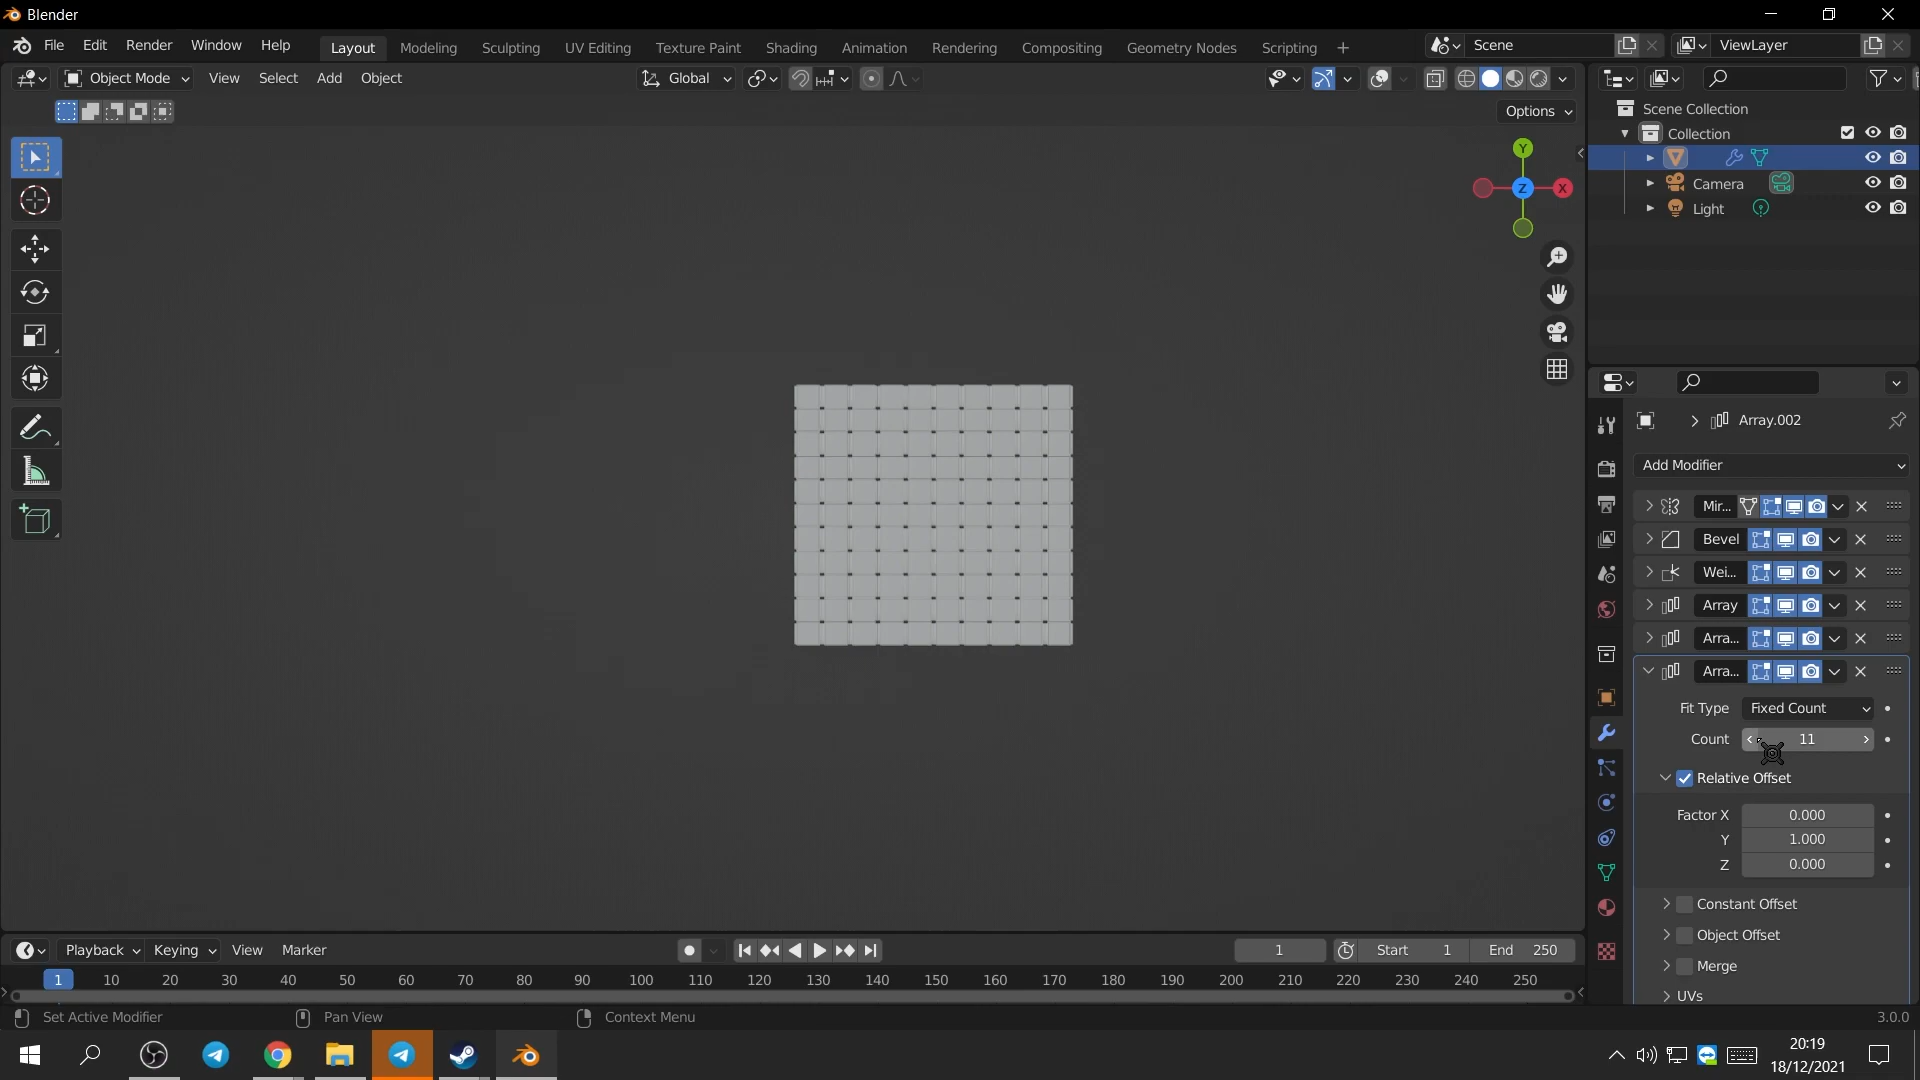 Blender
File Edit Render Window Help Layout Modeling Sculpting UV Editing Texture Paint Shading Animation Rendering Compositing Geometry Nodes Scripting + Scene ViewLayer
Object Mode View Select Add Object Global
Options
Y
Z X
Scene Collection
Collection
Camera
Light
Array.002
Add Modifier
Mir...
Bevel
Wei...
Array
Arra...
Arra...
Fit Type Fixed Count
Count 11
Relative Offset
Factor X 0.000
Y 1.000
Z 0.000
Constant Offset
Object Offset
Merge
UVs
Playback Keying View Marker 1 Start 1 End 250
1 10 20 30 40 50 60 70 80 90 100 110 120 130 140 150 160 170 180 190 200 210 220 230 240 250
Set Active Modifier Pan View Context Menu 3.0.0
20:19
18/12/2021